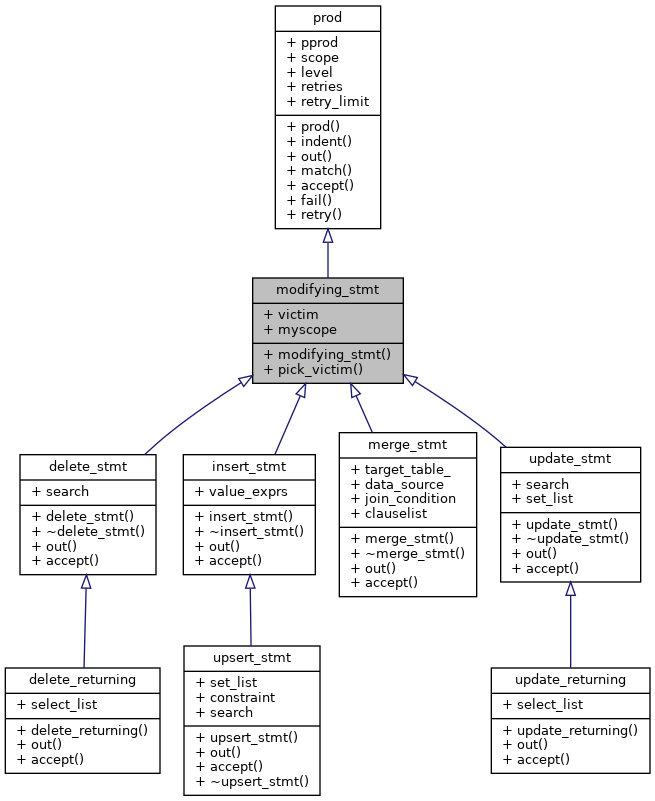 prod
+ pprod
+ scope
+ level
+ retries
+ retry_limit
+ prod()
+ indent()
+ out()
+ match()
+ accept()
+ fail()
+ retry()
modifying_stmt
+ victim
+ myscope
+ modifying_stmt()
+ pick_victim()
delete_stmt
+ search
+ delete_stmt()
+ ~delete_stmt()
+ out()
+ accept()
insert_stmt
+ value_exprs
+ insert_stmt()
+ ~insert_stmt()
+ out()
+ accept()
merge_stmt
+ target_table_
+ data_source
+ join_condition
+ clauselist
+ merge_stmt()
+ ~merge_stmt()
+ out()
+ accept()
update_stmt
+ search
+ set_list
+ update_stmt()
+ ~update_stmt()
+ out()
+ accept()
delete_returning
+ select_list
+ delete_returning()
+ out()
+ accept()
upsert_stmt
+ set_list
+ constraint
+ search
+ upsert_stmt()
+ out()
+ accept()
+ ~upsert_stmt()
update_returning
+ select_list
+ update_returning()
+ out()
+ accept()